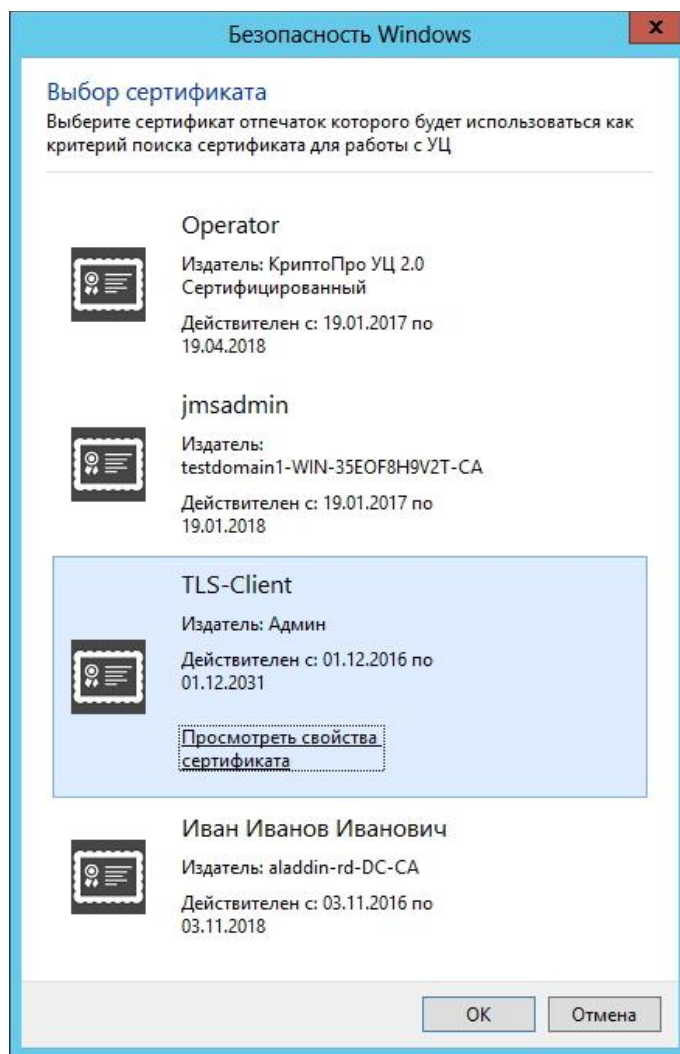 Безопасность Windows
x
Выбор сертификата
Выберите сертификат отпечаток которого будет использоваться как
критерий поиска сертификата для работы с УЦ
Operator
Издатель: КриптоПро УЦ 2.0
Сертифицированный
Действителен с: 19.01.2017 по
19.04.2018
jmsadmin
Издатель:
testdomain1-WIN-35EOF8H9V2T-CA
Действителен с: 19.01.2017 по
19.01.2018
TLS-Client
Издатель: Админ
Действителен с: 01.12.2016 по
01.12.2031
Просмотреть свойства
сертификата
Иван Иванов Иванович
Издатель: aladdin-rd-DC-CA
Действителен с: 03.11.2016 по
03.11.2018
ОК
Отмена